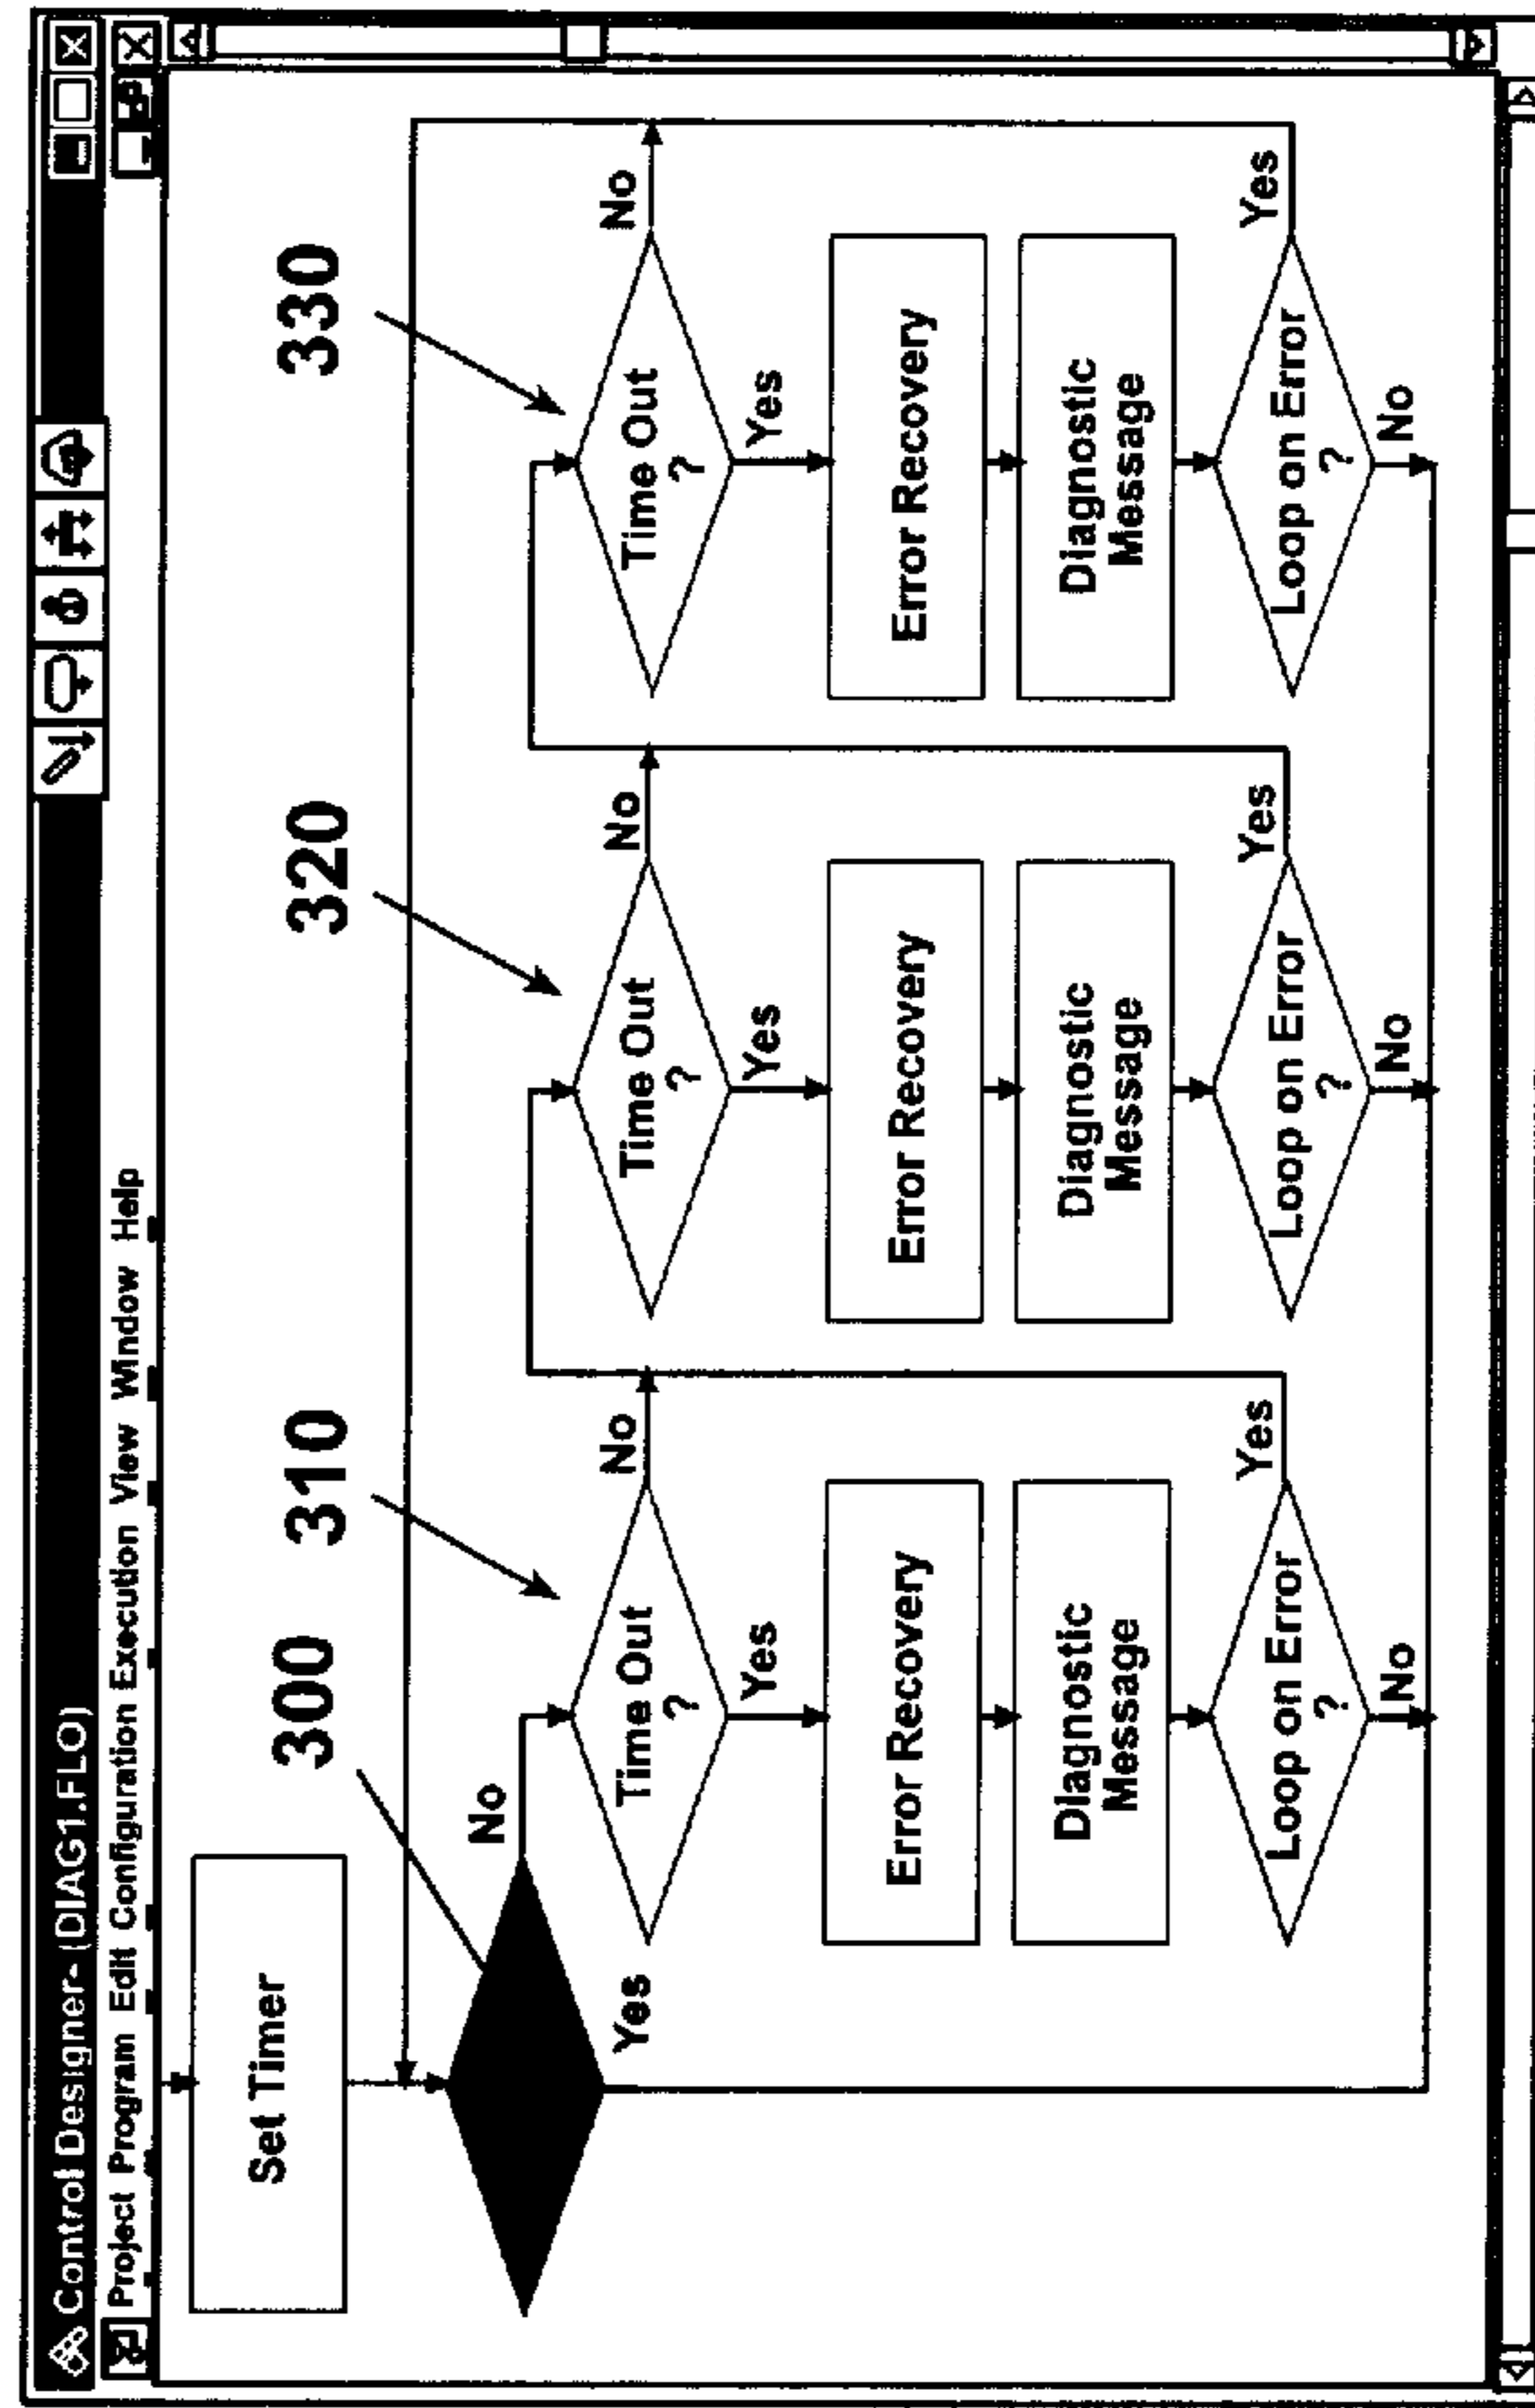 Control Designer- (DIAG1.FLO)
Project Program Edit Configuration Execution View Window Help
Set Timer
300
310
320
330
No
Yes
Time Out
?
No
Yes
Error Recovery
Diagnostic
Message
Loop on Error
?
Yes
No
Time Out
?
No
Yes
Error Recovery
Diagnostic
Message
Loop on Error
?
Yes
No
Time Out
?
No
Yes
Error Recovery
Diagnostic
Message
Loop on Error
?
Yes
No